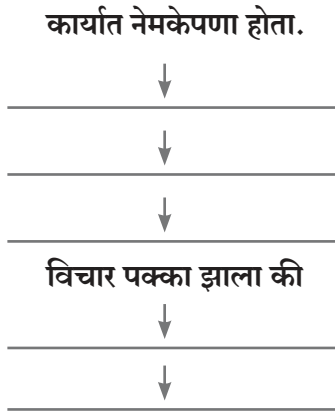 कार्यात नेमकेपणा होता.
विचार पक्का झाला की